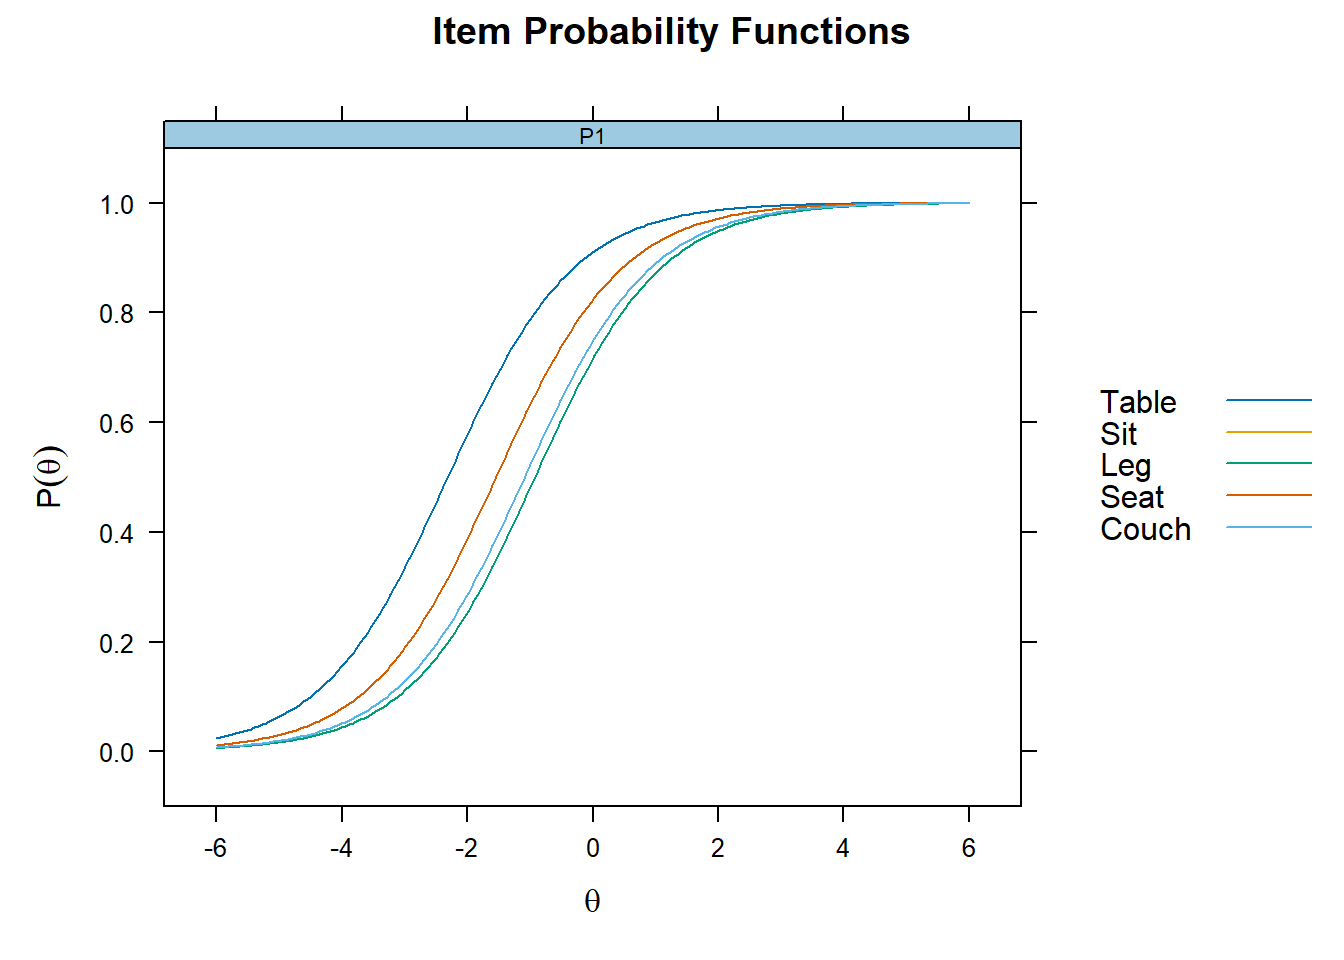 Item Probability Functions
P1
1.0
0.8
0.6
0.4
0.2
0.0
P(θ)
-6 -4 -2 0 2 4 6
θ
Table
Sit
Leg
Seat
Couch